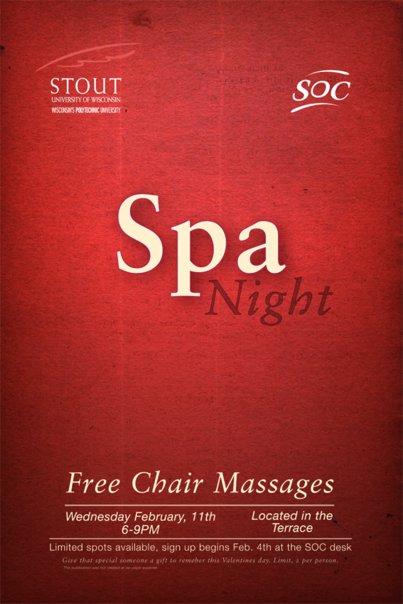 STOUT
UNIVERSITY OF WISCONSIN
WISCONSIN'S POLYTECHNIC UNIVERSITY
SOC
Spa
Night
Free Chair Massages
Wednesday February, 11th
6-9PM
Located in the
Terrace
Limited spots available, sign up begins Feb. 4th at the SOC desk
Give that special someone a gift to remeber this Valentines day. Limit, 2 per person.